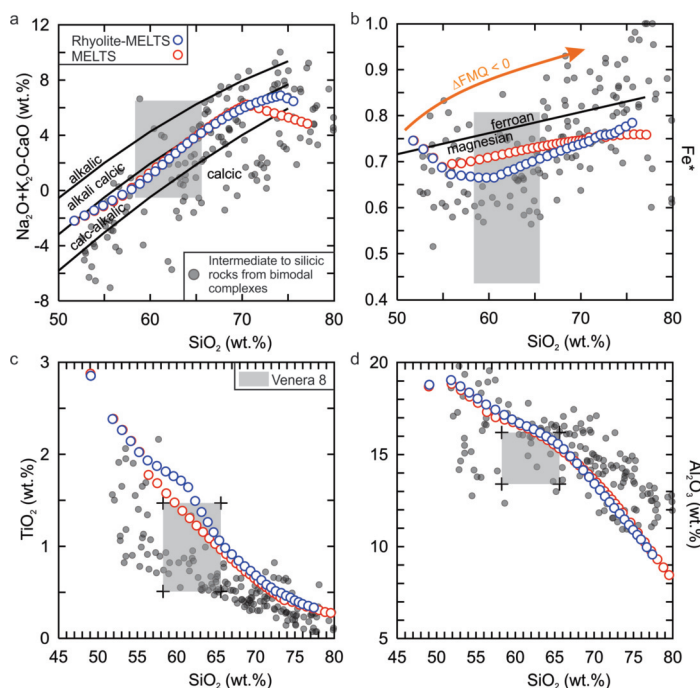 a
Rhyolite-MELTS
MELTS
alkalic
alkali calcic
calc-alkalic
calcic
Intermediate to silicic
rocks from bimodal
complexes
12
8
4
0
-4
-8
Na₂O+K₂O-CaO (wt.%)
50
60
70
80
SiO₂ (wt.%)
b
ΔFMQ < 0
ferroan
magnesian
1.0
0.9
0.8
0.7
0.6
0.5
0.4
Fe*
50
60
70
80
SiO₂ (wt.%)
c
Venera 8
3
2
1
0
TiO₂ (wt.%)
45
50
55
60
65
70
75
80
SiO₂ (wt.%)
d
20
15
10
5
Al₂O₃ (wt.%)
45
50
55
60
65
70
75
80
SiO₂ (wt.%)